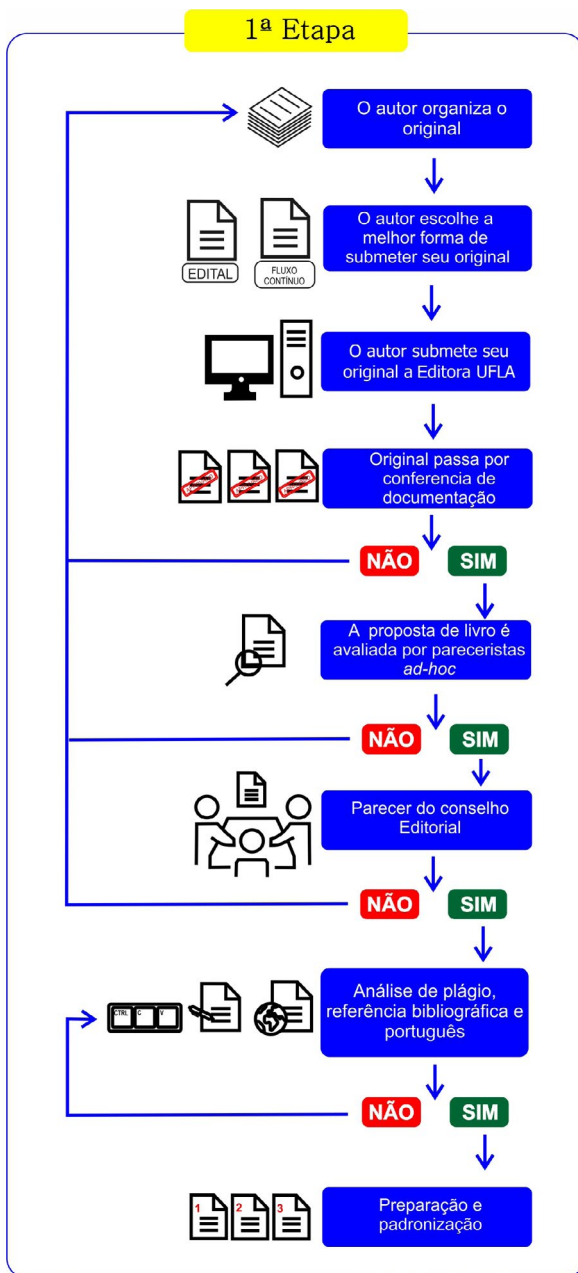 1ª Etapa
O autor organiza o
original
O autor escolhe a
melhor forma de
submeter seu original
EDITAL
FLUXO
CONTÍNUO
O autor submete seu
original a Editora UFLA
Original passa por
conferencia de
documentação
NÃO SIM
A proposta de livro é
avaliada por pareceristas
ad-hoc
NÃO SIM
Parecer do conselho
Editorial
NÃO SIM
Análise de plágio,
referência bibliográfica e
português
CTRL C V
NÃO SIM
1 2 3
Preparação e
padronização